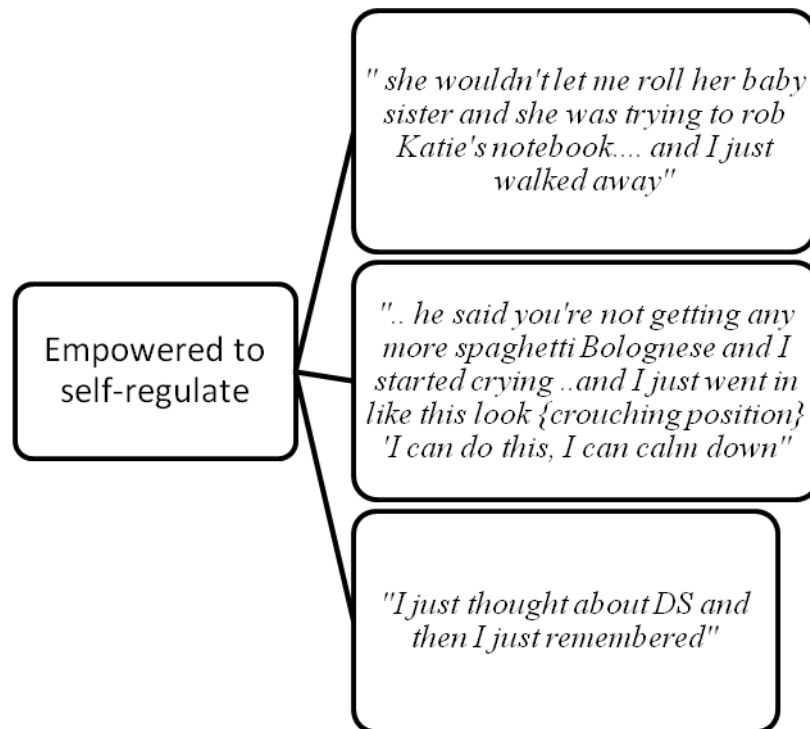 Empowered to
self-regulate
" she wouldn't let me roll her baby
sister and she was trying to rob
Katie's notebook.... and I just
walked away"
".. he said you're not getting any
more spaghetti Bolognese and I
started crying ..and I just went in
like this look {crouching position}
'I can do this, I can calm down"
"I just thought about DS and
then I just remembered"